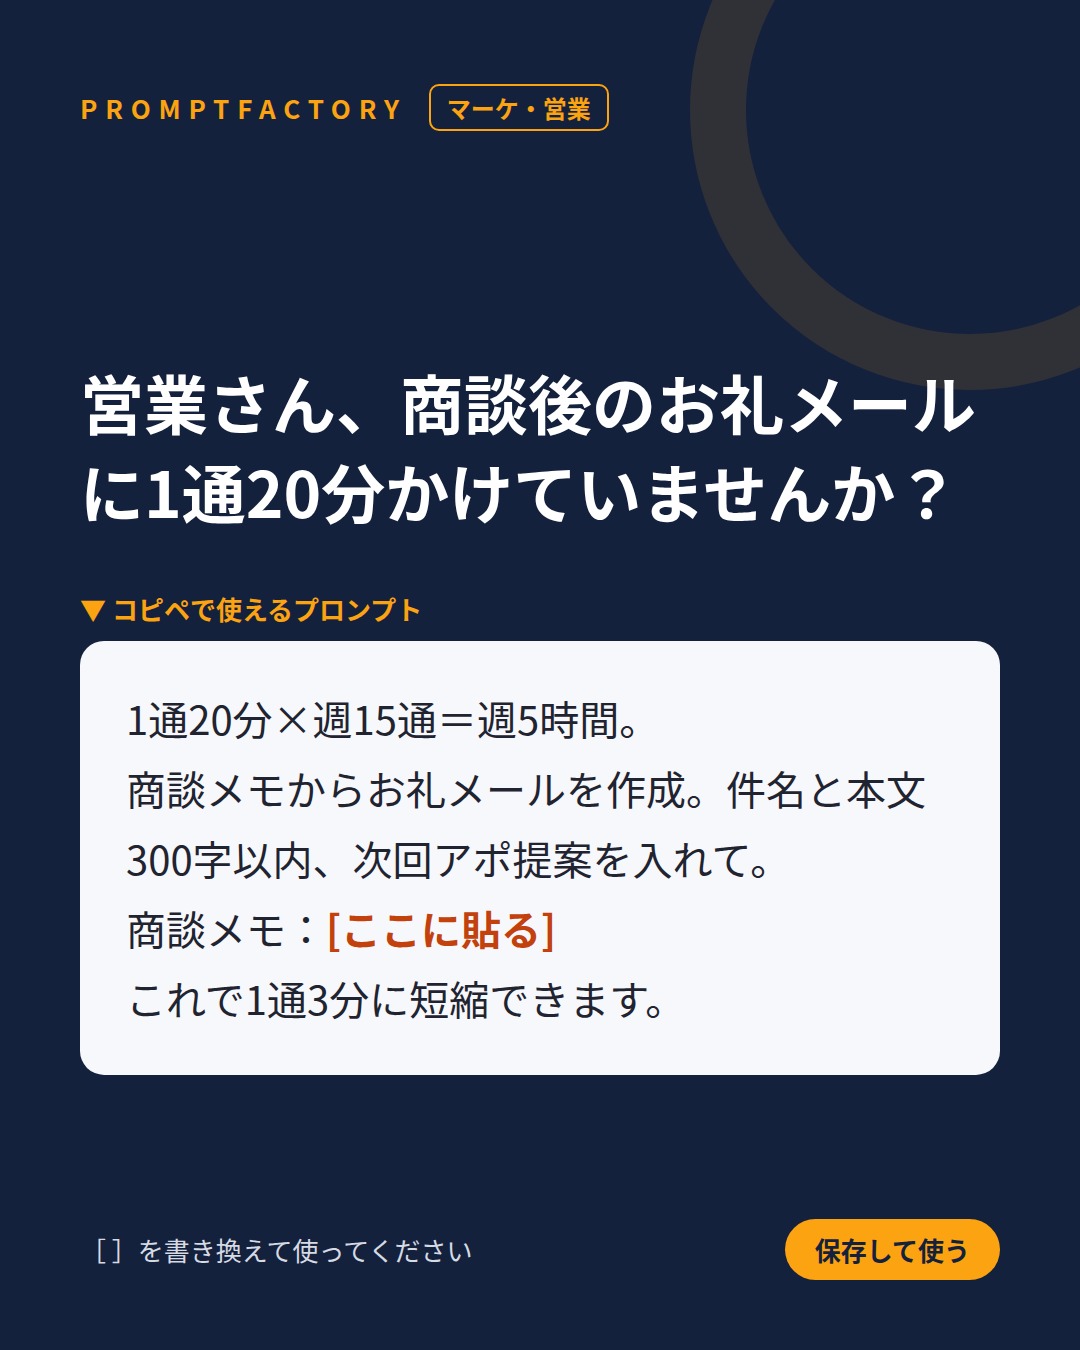 PROMPTFACTORY
マーケ・営業
営業さん、商談後のお礼メール
に1通20分かけていませんか？
▼ コピペで使えるプロンプト
1通20分×週15通＝週5時間。
商談メモからお礼メールを作成。件名と本文
300字以内、次回アポ提案を入れて。
商談メモ：[ここに貼る]
これで1通3分に短縮できます。
［ ］を書き換えて使ってください
保存して使う